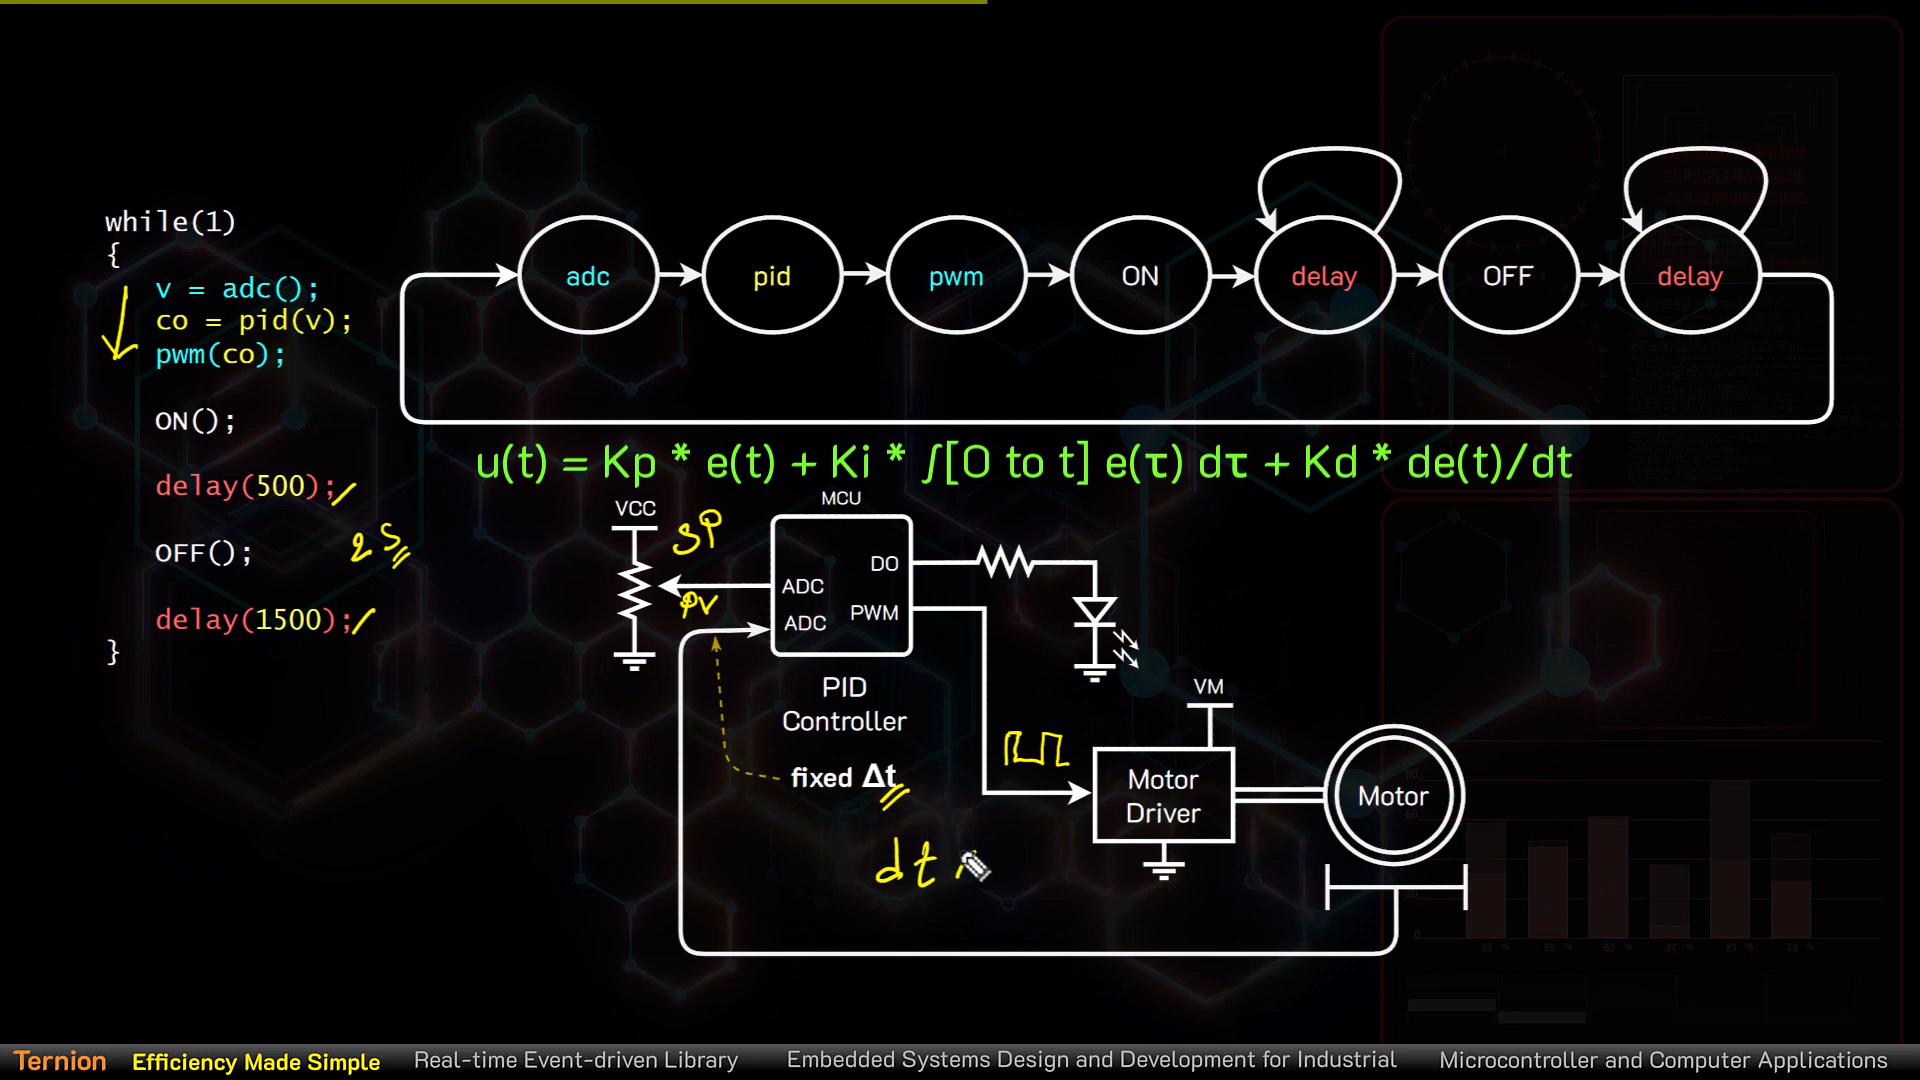 while(1)
{
v = adc();
co = pid(v);
pwm(co);
ON();
delay(500);
OFF();
2 S
delay(1500);
}
adc
pid
pwm
ON
delay
OFF
delay
u(t) = Kp * e(t) + Ki * ∫[0 to t] e(τ) dτ + Kd * de(t)/dt
VCC
SP
PV
MCU
DO
ADC
PWM
ADC
PID
Controller
fixed Δt
dt
VM
Motor
Driver
Motor
Ternion Efficiency Made Simple Real-time Event-driven Library Embedded Systems Design and Development for Industrial Microcontroller and Computer Applications